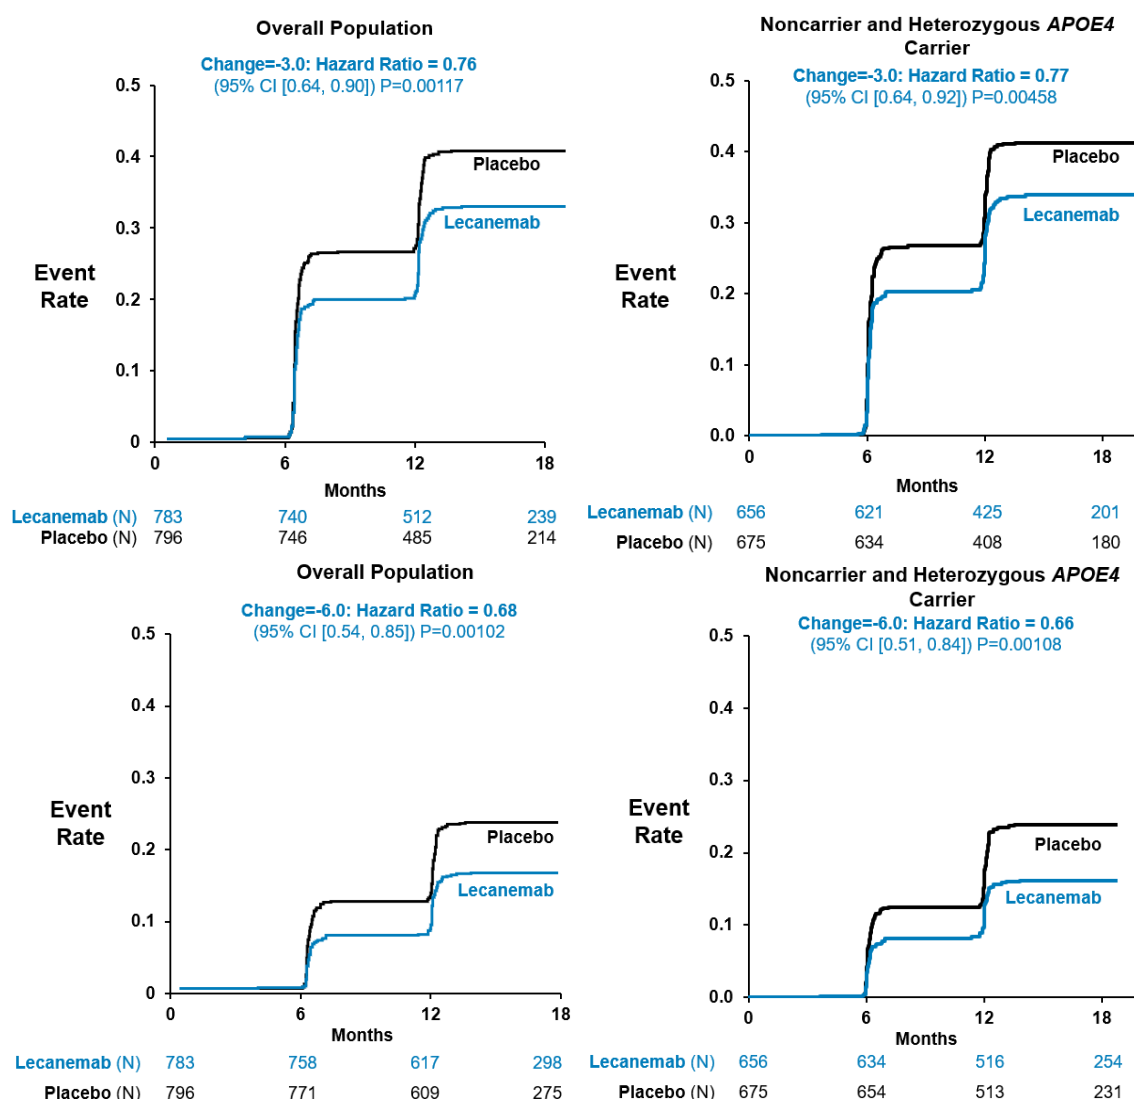 Overall Population
Change=-3.0: Hazard Ratio = 0.76
(95% CI [0.64, 0.90]) P=0.00117
0.5
0.4
0.3
0.2
0.1
0
Event
Rate
Placebo
Lecanemab
0 6 12 18
Months
Lecanemab (N) 783 740 512 239
Placebo (N) 796 746 485 214
Noncarrier and Heterozygous APOE4
Carrier
Change=-3.0: Hazard Ratio = 0.77
(95% CI [0.64, 0.92]) P=0.00458
0.5
0.4
0.3
0.2
0.1
0.0
Event
Rate
Placebo
Lecanemab
0 6 12 18
Months
Lecanemab (N) 656 621 425 201
Placebo (N) 675 634 408 180
Overall Population
Change=-6.0: Hazard Ratio = 0.68
(95% CI [0.54, 0.85]) P=0.00102
0.5
0.4
0.3
0.2
0.1
0
Event
Rate
Placebo
Lecanemab
0 6 12 18
Months
Lecanemab (N) 783 758 617 298
Placebo (N) 796 771 609 275
Noncarrier and Heterozygous APOE4
Carrier
Change=-6.0: Hazard Ratio = 0.66
(95% CI [0.51, 0.84]) P=0.00108
0.5
0.4
0.3
0.2
0.1
0.0
Event
Rate
Placebo
Lecanemab
0 6 12 18
Months
Lecanemab (N) 656 634 516 254
Placebo (N) 675 654 513 231